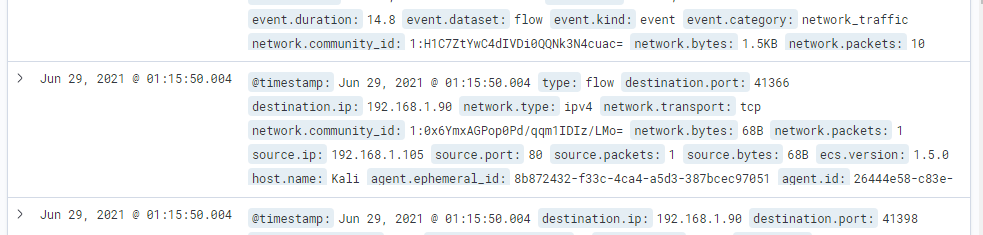 event.duration: 14.8 event.dataset: flow event.kind: event event.category: network_traffic
network.community_id: 1:H1C7ZtYwC4dIVDi0QQNk3N4cuac= network.bytes: 1.5KB network.packets: 10
Jun 29, 2021 @ 01:15:50.004 @timestamp: Jun 29, 2021 @ 01:15:50.004 type: flow destination.port: 41366
destination.ip: 192.168.1.90 network.type: ipv4 network.transport: tcp
network.community_id: 1:0x6YmxAGPop0Pd/qqm1IDIz/LMo= network.bytes: 68B network.packets: 1
source.ip: 192.168.1.105 source.port: 80 source.packets: 1 source.bytes: 68B ecs.version: 1.5.0
host.name: Kali agent.ephemeral_id: 8b872432-f33c-4ca4-a5d3-387bcec97051 agent.id: 26444e58-c83e-
Jun 29, 2021 @ 01:15:50.004 @timestamp: Jun 29, 2021 @ 01:15:50.004 destination.ip: 192.168.1.90 destination.port: 41398